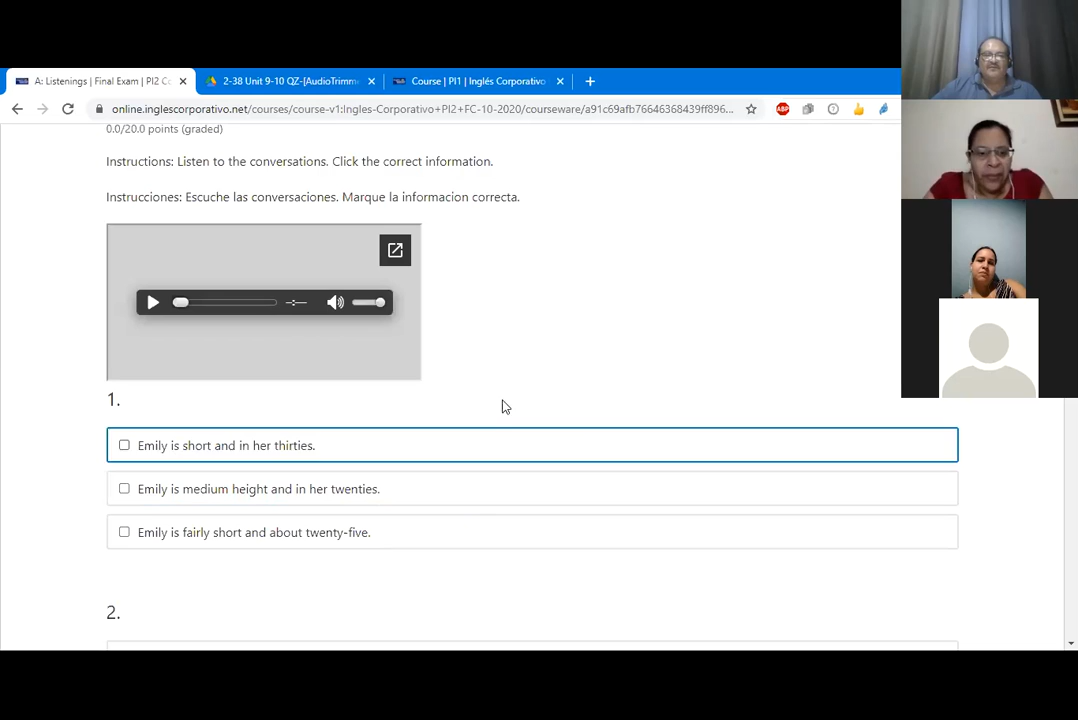 A: Listenings | Final Exam | PI2 Co
2-38 Unit 9-10 QZ-[AudioTrimme
Course | PI1 | Inglés Corporativo
online.inglescorporativo.net/courses/course-v1:Ingles-Corporativo+PI2+FC-10-2020/courseware/a91c69afb76646368439ff896...
ABP
0.0/20.0 points (graded)
Instructions: Listen to the conversations. Click the correct information.
Instrucciones: Escuche las conversaciones. Marque la informacion correcta.
-:--
1.
Emily is short and in her thirties.
Emily is medium height and in her twenties.
Emily is fairly short and about twenty-five.
2.